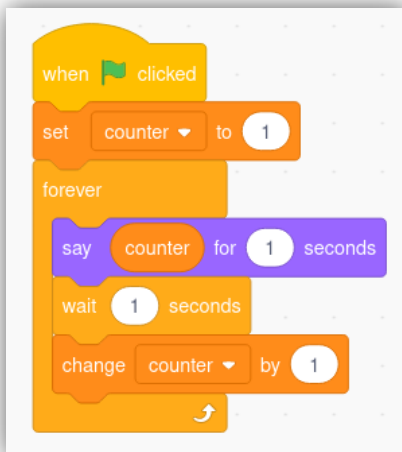 when clicked
set counter to 1
forever
say counter for 1 seconds
wait 1 seconds
change counter by 1